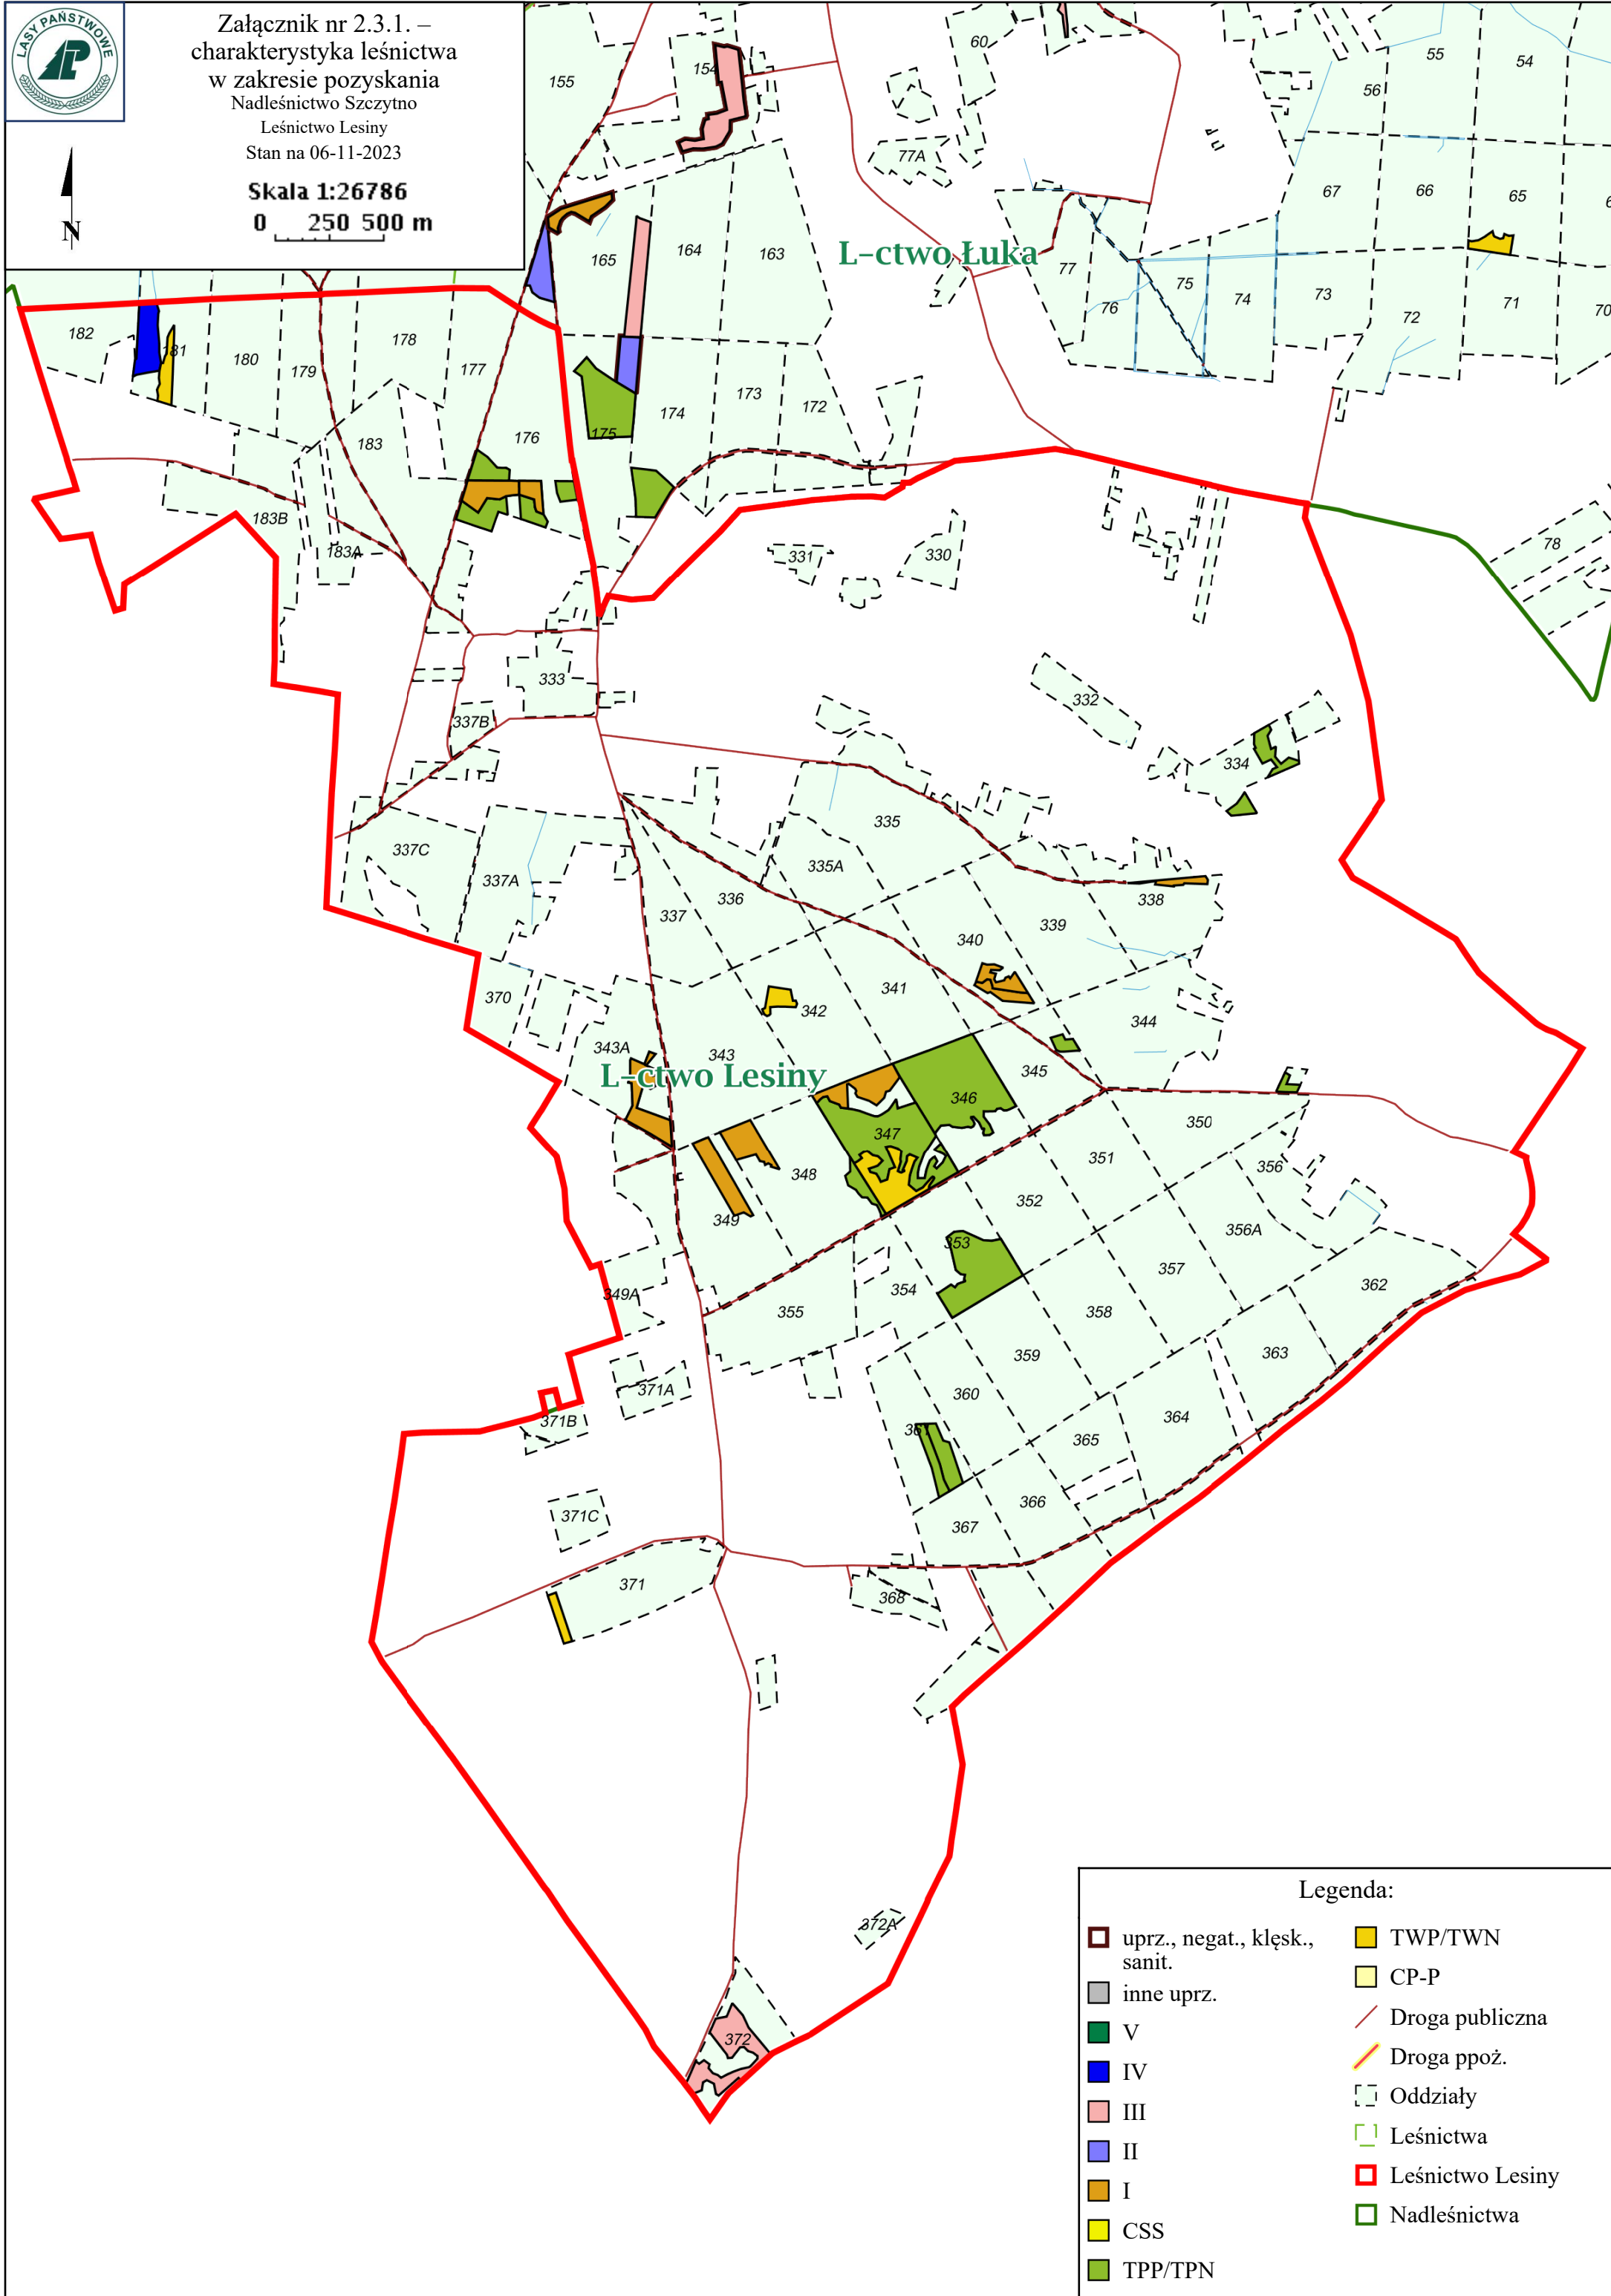 LASY PAŃSTWOWE
Załącznik nr 2.3.1. –
charakterystyka leśnictwa
w zakresie pozyskania
Nadleśnictwo Szczytno
Leśnictwo Lesiny
Stan na 06-11-2023
Skala 1:26786
0 250 500 m
N
155
154
60
77A
56
55
54
67
66
65
165
164
163
L-ctwo Łuka
77
76
75
74
73
72
71
70
182
181
180
179
178
177
176
175
174
173
172
183
183B
183A
331
330
78
333
332
337B
334
335
335A
337C
337A
336
337
338
339
340
341
342
370
343A
343
344
L-ctwo Lesiny
345
346
347
348
349
350
351
352
356
356A
353
354
355
349A
357
358
362
359
363
360
371A
371B
361
364
365
366
367
371C
371
368
372A
372
Legenda:
uprz., negat., klęsk.,
sanit.
inne uprz.
V
IV
III
II
I
CSS
TPP/TPN
TWP/TWN
CP-P
Droga publiczna
Droga ppoż.
Oddziały
Leśnictwa
Leśnictwo Lesiny
Nadleśnictwa